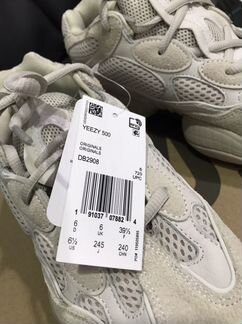 YEEZY 500
ORIGINALS
ORIGINALS
DB2908
1 91037 07882 4
6 6 39⅓
D UK F
6½ 245 240
US J CHN